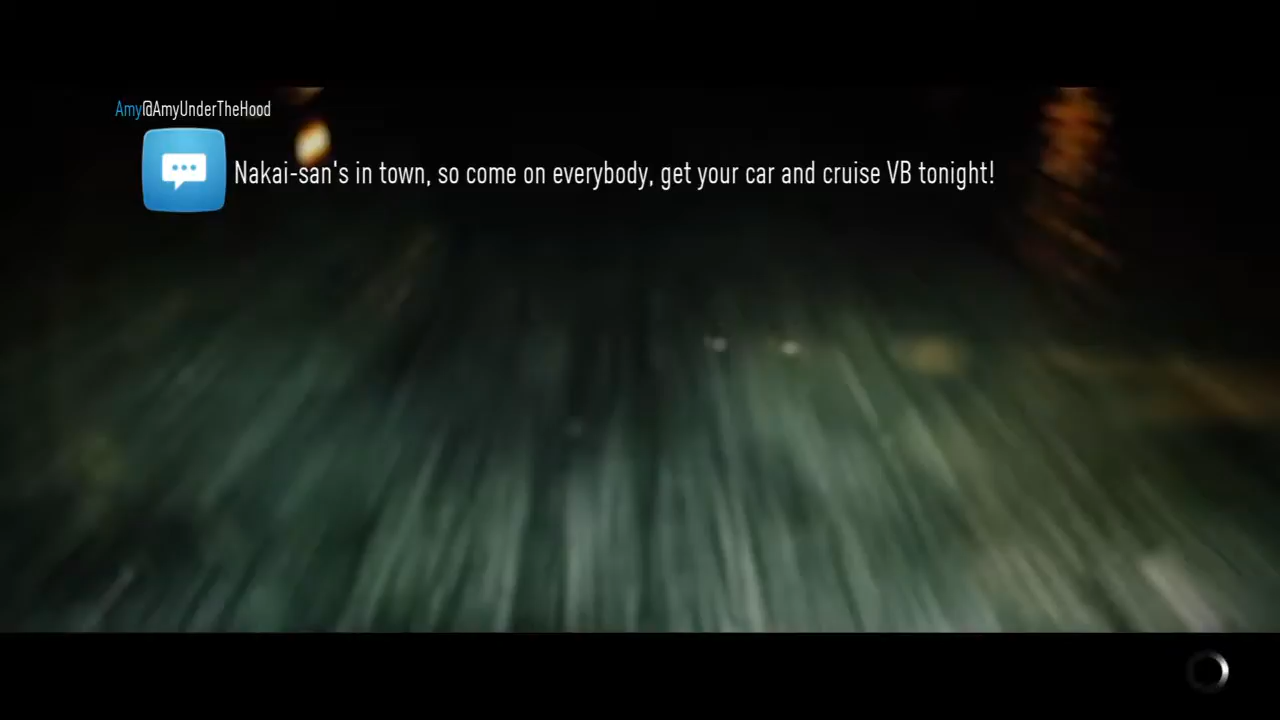 Amy@AmyUnderTheHood
Nakai-san's in town, so come on everybody, get your car and cruise VB tonight!